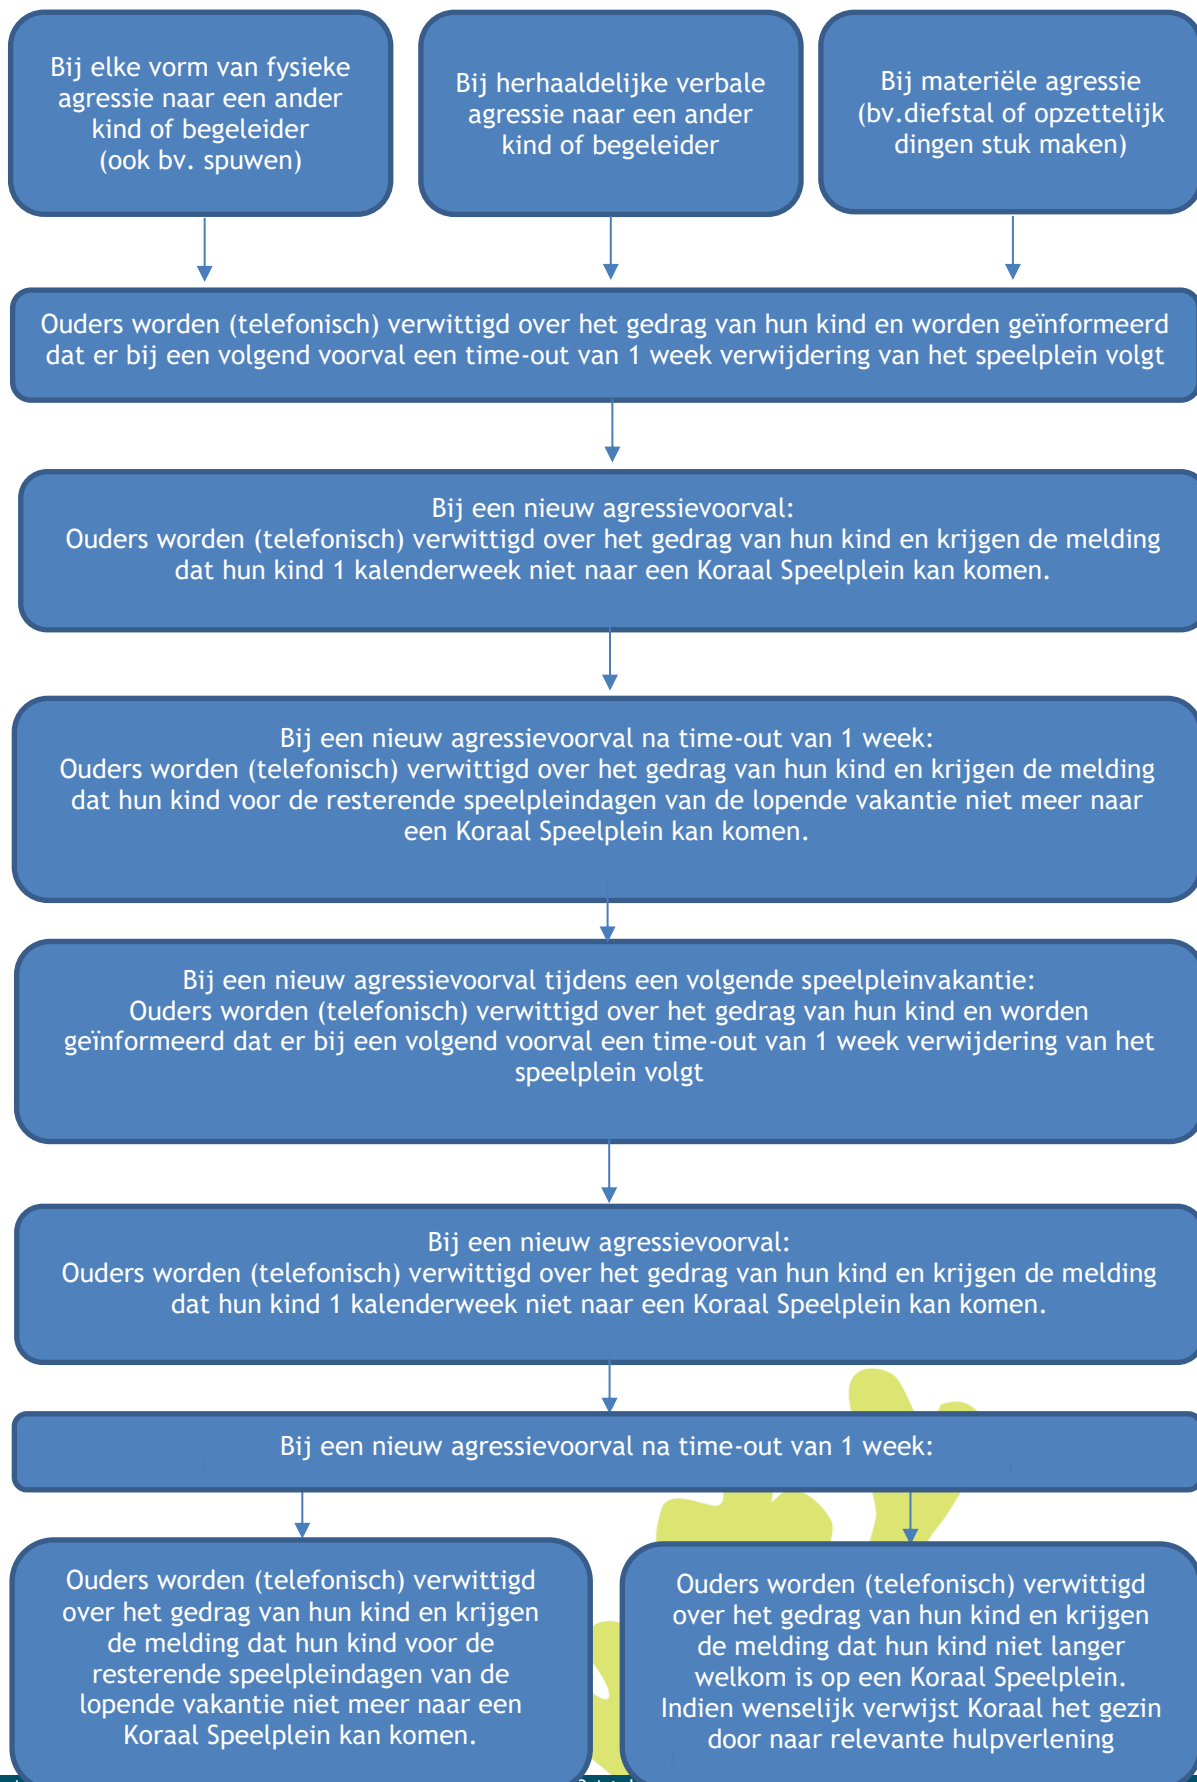 Bij elke vorm van fysieke
agressie naar een ander
kind of begeleider
(ook bv. spuwen)
Bij herhaaldelijke verbale
agressie naar een ander
kind of begeleider
Bij materiële agressie
(bv.diefstal of opzettelijk
dingen stuk maken)
Ouders worden (telefonisch) verwittigd over het gedrag van hun kind en worden geïnformeerd
dat er bij een volgend voorval een time-out van 1 week verwijdering van het speelplein volgt
Bij een nieuw agressievoorval:
Ouders worden (telefonisch) verwittigd over het gedrag van hun kind en krijgen de melding
dat hun kind 1 kalenderweek niet naar een Koraal Speelplein kan komen.
Bij een nieuw agressievoorval na time-out van 1 week:
Ouders worden (telefonisch) verwittigd over het gedrag van hun kind en krijgen de melding
dat hun kind voor de resterende speelpleindagen van de lopende vakantie niet meer naar
een Koraal Speelplein kan komen.
Bij een nieuw agressievoorval tijdens een volgende speelpleinvakantie:
Ouders worden (telefonisch) verwittigd over het gedrag van hun kind en worden
geïnformeerd dat er bij een volgend voorval een time-out van 1 week verwijdering van het
speelplein volgt
Bij een nieuw agressievoorval:
Ouders worden (telefonisch) verwittigd over het gedrag van hun kind en krijgen de melding
dat hun kind 1 kalenderweek niet naar een Koraal Speelplein kan komen.
Bij een nieuw agressievoorval na time-out van 1 week:
Ouders worden (telefonisch) verwittigd
over het gedrag van hun kind en krijgen
de melding dat hun kind voor de
resterende speelpleindagen van de
lopende vakantie niet meer naar een
Koraal Speelplein kan komen.
Ouders worden (telefonisch) verwittigd
over het gedrag van hun kind en krijgen
de melding dat hun kind niet langer
welkom is op een Koraal Speelplein.
Indien wenselijk verwijst Koraal het gezin
door naar relevante hulpverlening